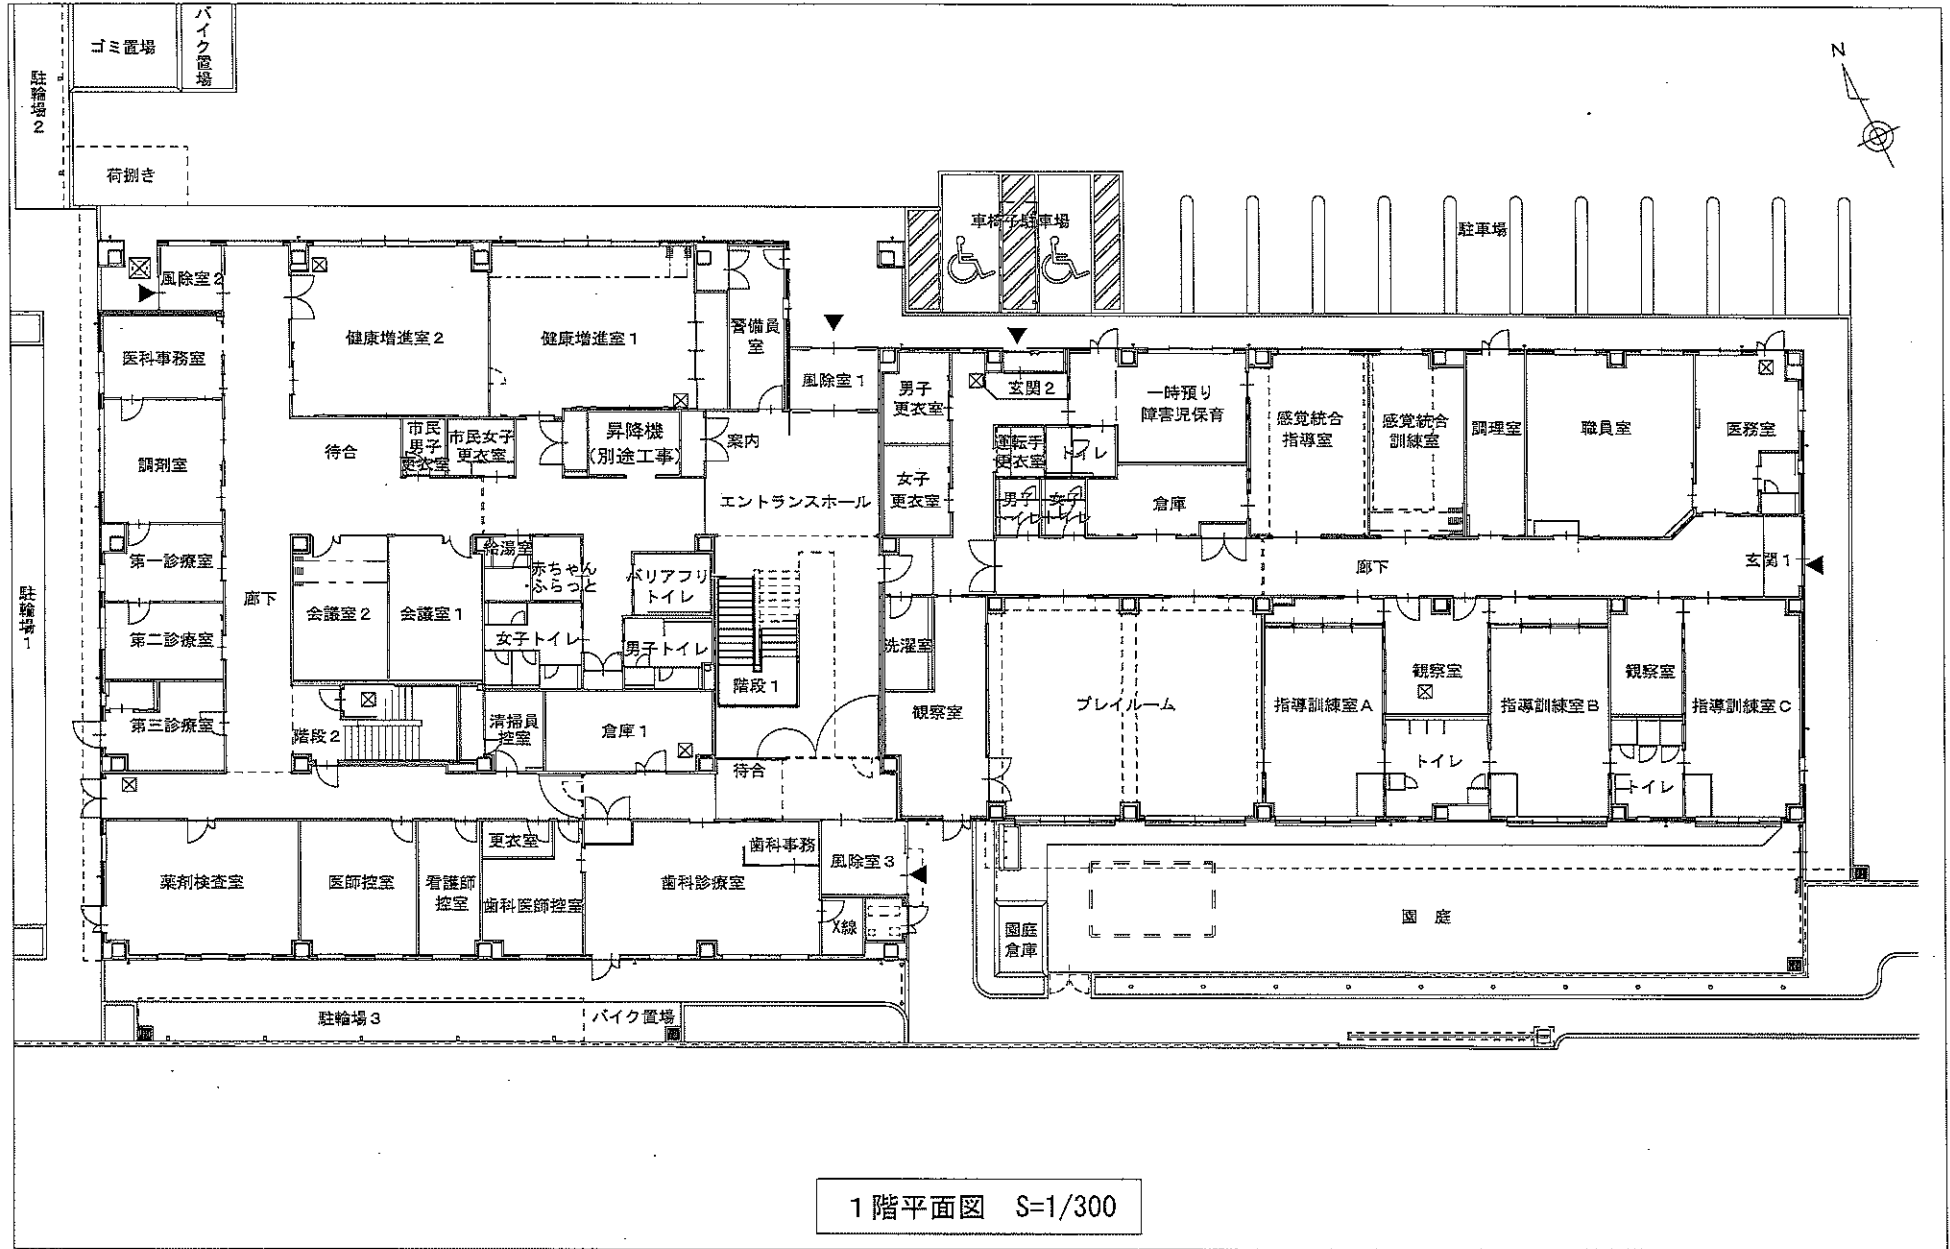 バイク置場
ゴミ置場
駐輪場2
荷捌き
N
車椅子駐車場
駐車場
風除室2
健康増進室2
健康増進室1
警備員
室
医科事務室
風除室1
玄関2
男子
更衣室
一時預り
障害児保育
感覚統合
指導室
感覚統合
訓練室
調理室
職員室
医務室
待合
市民
男子
更衣室
市民女子
更衣室
昇降機
(別途工事)
案内
運転手
更衣室
トイレ
調剤室
女子
更衣室
エントランスホール
男子
トイレ
女子
トイレ
倉庫
第一診療室
給湯室
赤ちゃん
ふらっと
バリアフリ
トイレ
廊下
玄関1
駐輪場1
廊下
会議室2
会議室1
第二診療室
女子トイレ
男子トイレ
洗濯室
観察室
観察室
階段1
第三診療室
階段2
清掃員
控室
倉庫1
観察室
プレイルーム
指導訓練室A
指導訓練室B
指導訓練室C
トイレ
トイレ
待合
更衣室
歯科事務
風除室3
薬剤検査室
医師控室
看護師
控室
歯科医師控室
歯科診療室
X線
園庭
倉庫
園庭
駐輪場3
バイク置場
1階平面図 S=1/300